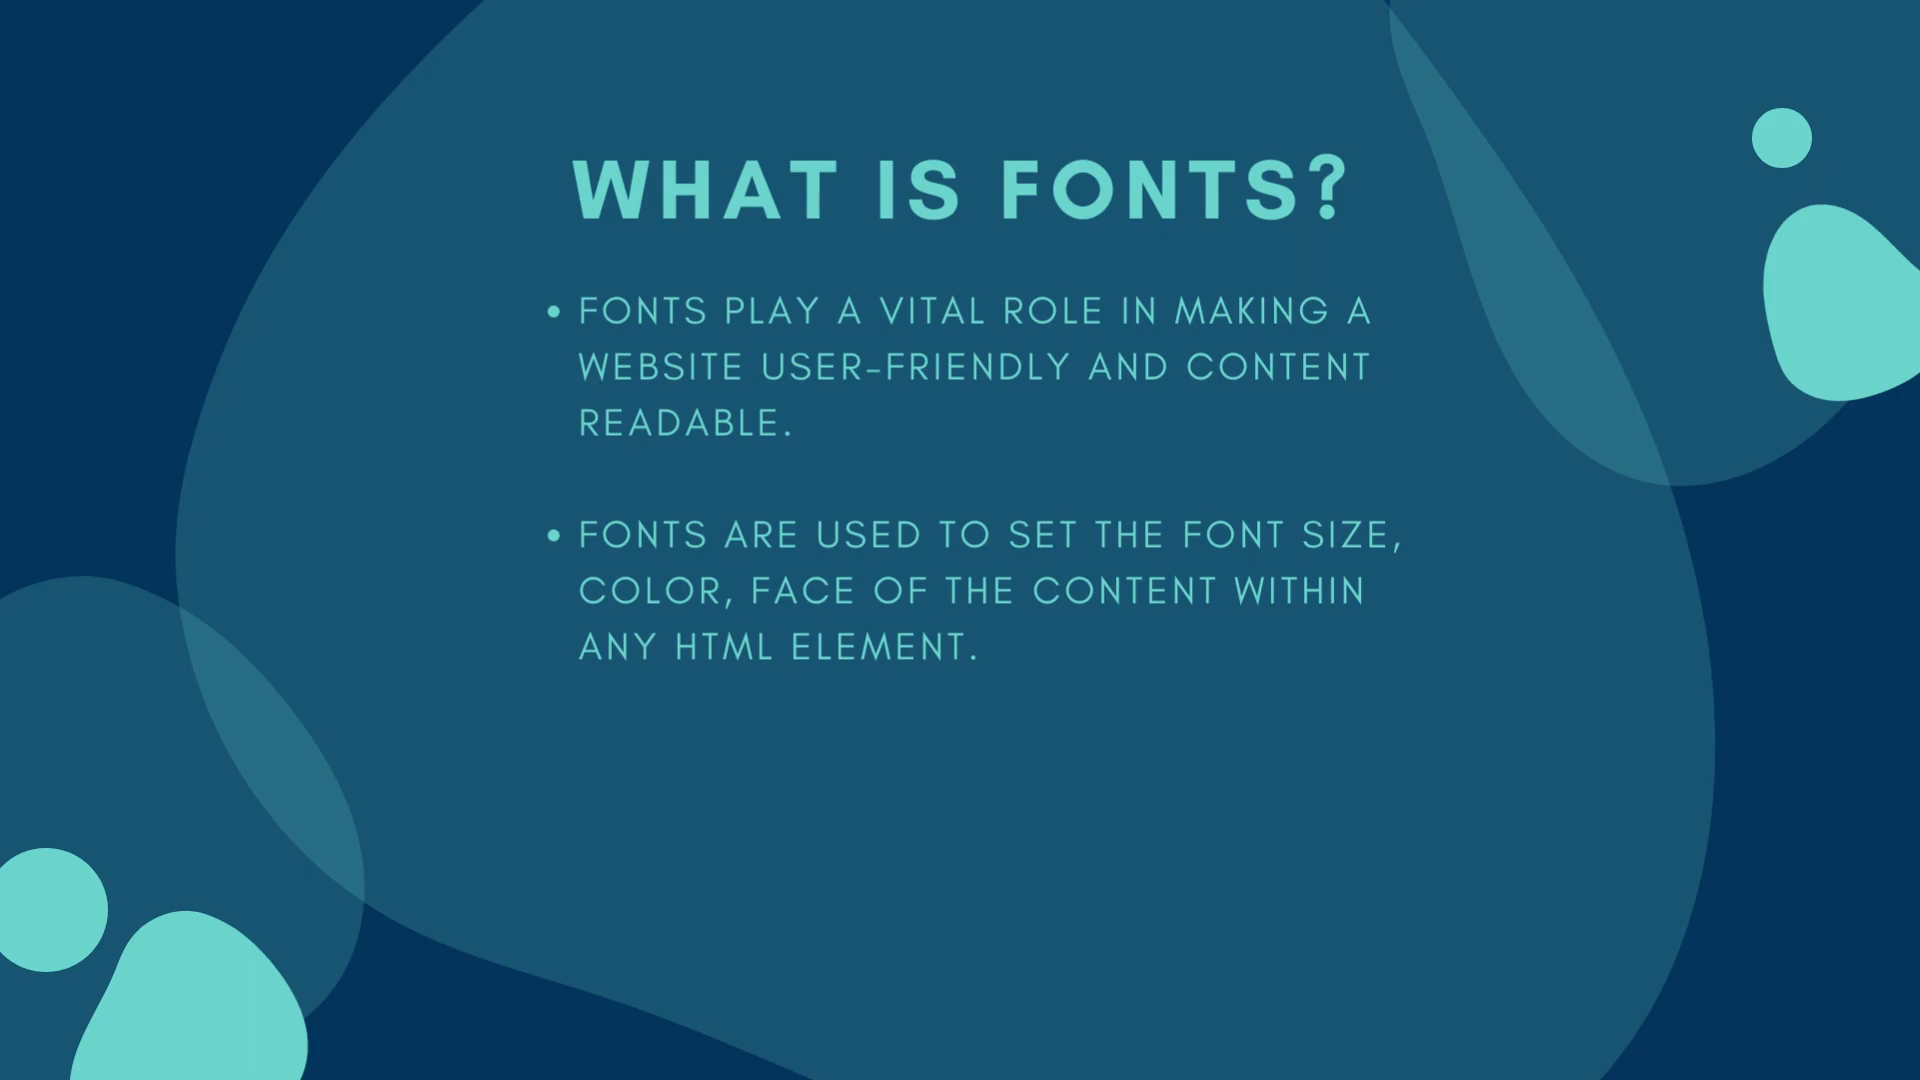 WHAT IS FONTS?
• FONTS PLAY A VITAL ROLE IN MAKING A
WEBSITE USER-FRIENDLY AND CONTENT
READABLE.
• FONTS ARE USED TO SET THE FONT SIZE,
COLOR, FACE OF THE CONTENT WITHIN
ANY HTML ELEMENT.